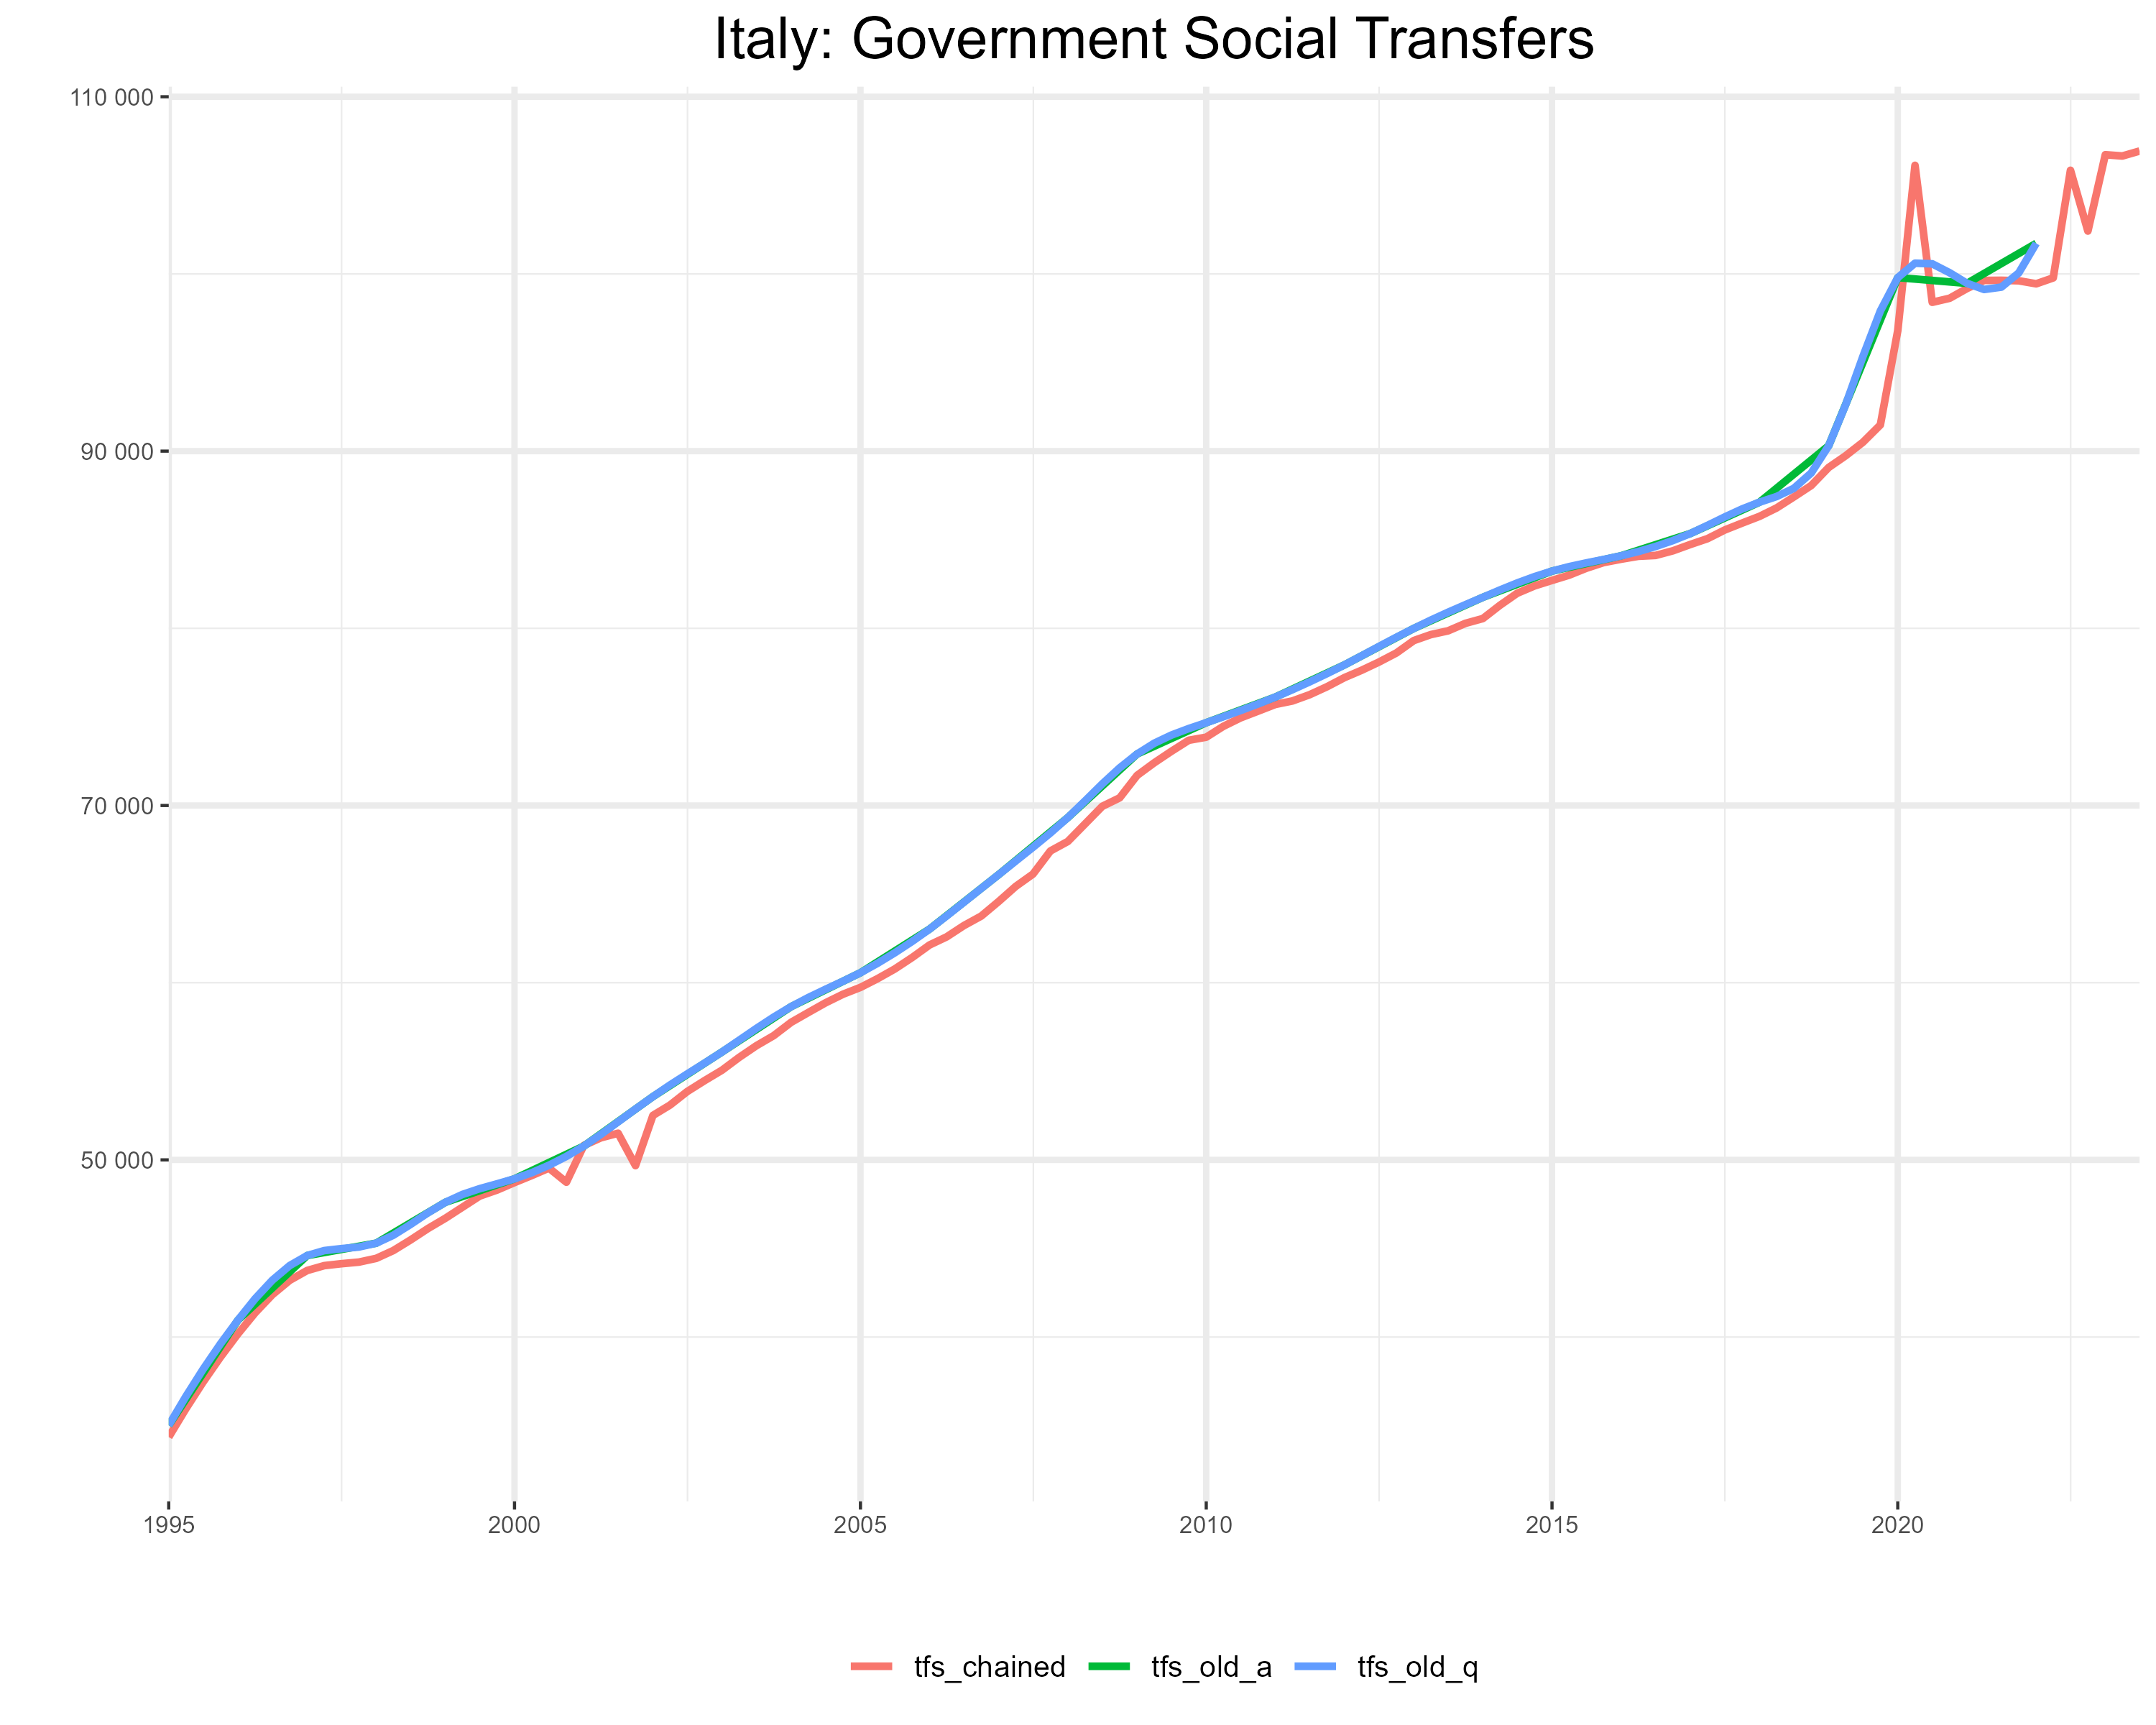 Italy: Government Social Transfers
110 000
90 000
70 000
50 000
1995 2000 2005 2010 2015 2020
tfs_chained tfs_old_a tfs_old_q